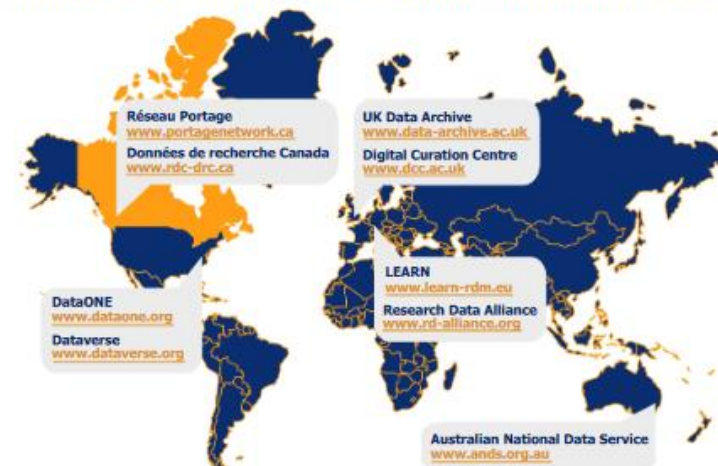 Réseau Portage
www.portagenetwork.ca
Données de recherche Canada
www.rdc-drc.ca
UK Data Archive
www.data-archive.ac.uk
Digital Curation Centre
www.dcc.ac.uk
DataONE
www.dataone.org
Dataverse
www.dataverse.org
LEARN
www.learn-rdm.eu
Research Data Alliance
www.rd-alliance.org
Australian National Data Service
www.ands.org.au